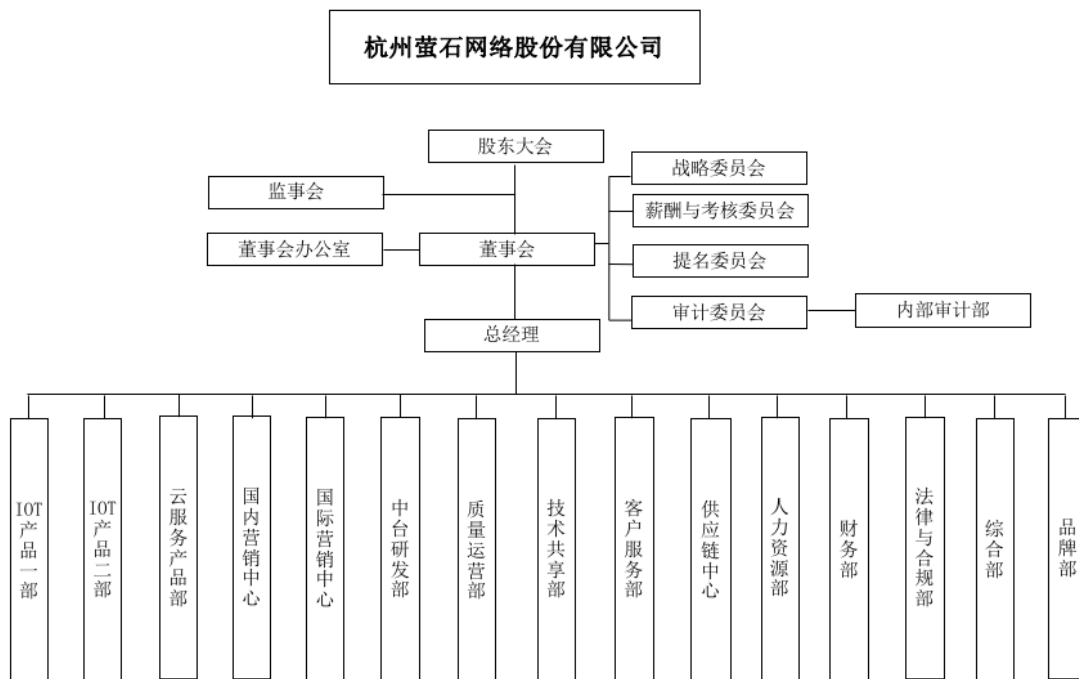 杭州萤石网络股份有限公司
股东大会
战略委员会
监事会
薪酬与考核委员会
董事会办公室
董事会
提名委员会
审计委员会
内部审计部
总经理
IOT产品一部
IOT产品二部
云服务产品部
国内营销中心
国际营销中心
中台研发部
质量运营部
技术共享部
客户服务部
供应链中心
人力资源部
财务部
法律与合规部
综合部
品牌部